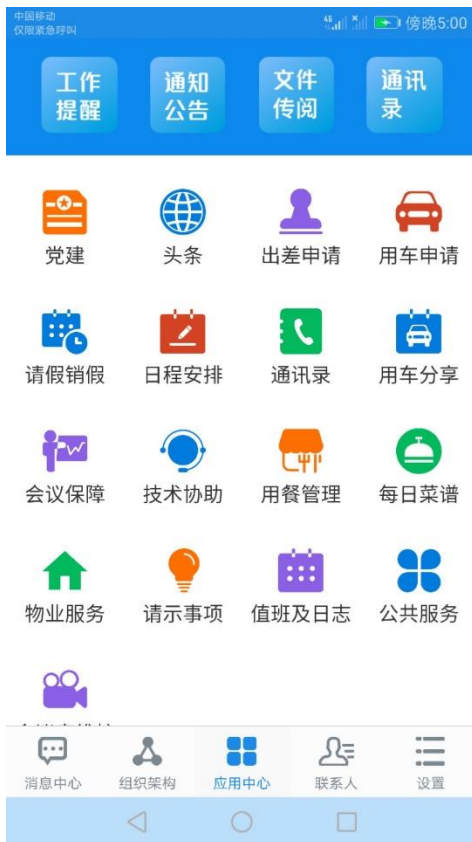 中国移动
仅限紧急呼叫
傍晚5:00
工作 通知 文件 通讯
提醒 公告 传阅 录
党建 头条 出差申请 用车申请
请假销假 日程安排 通讯录 用车分享
会议保障 技术协助 用餐管理 每日菜谱
物业服务 请示事项 值班及日志 公共服务
消息中心 组织架构 应用中心 联系人 设置